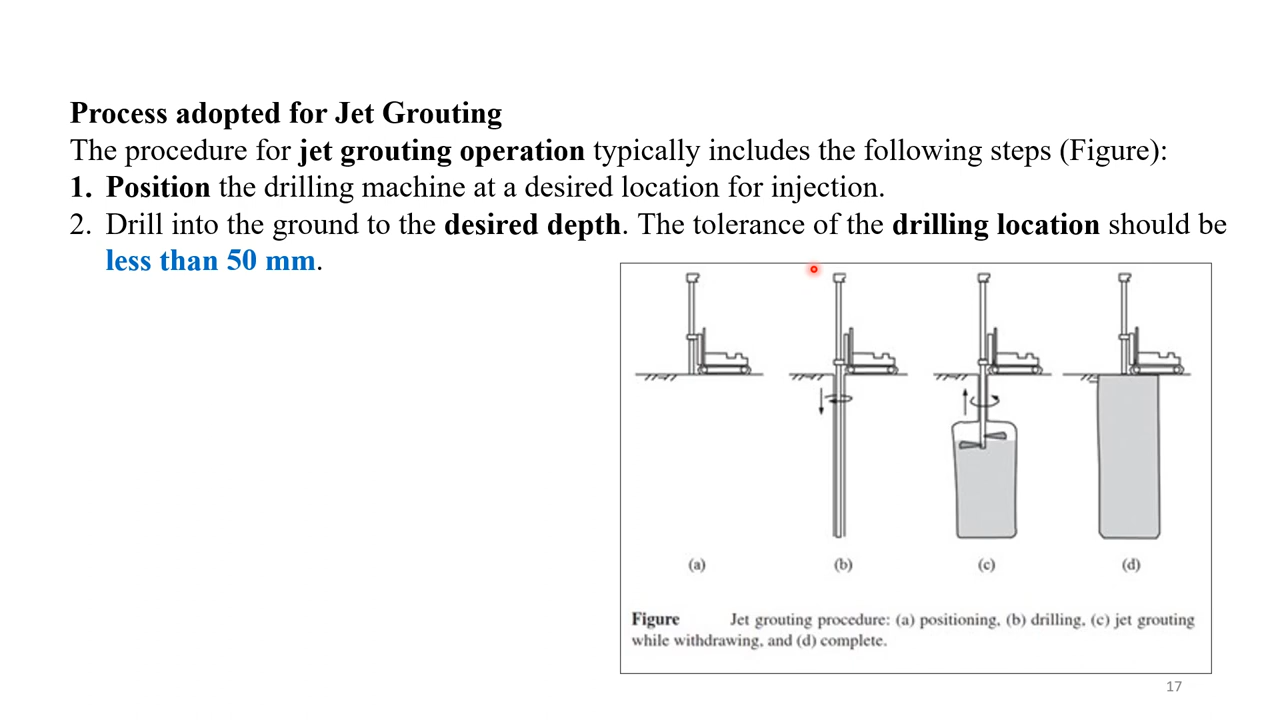 Process adopted for Jet Grouting
The procedure for jet grouting operation typically includes the following steps (Figure):
1. Position the drilling machine at a desired location for injection.
2. Drill into the ground to the desired depth. The tolerance of the drilling location should be
less than 50 mm.
(a) (b) (c) (d)
Figure Jet grouting procedure: (a) positioning, (b) drilling, (c) jet grouting
while withdrawing, and (d) complete.
17